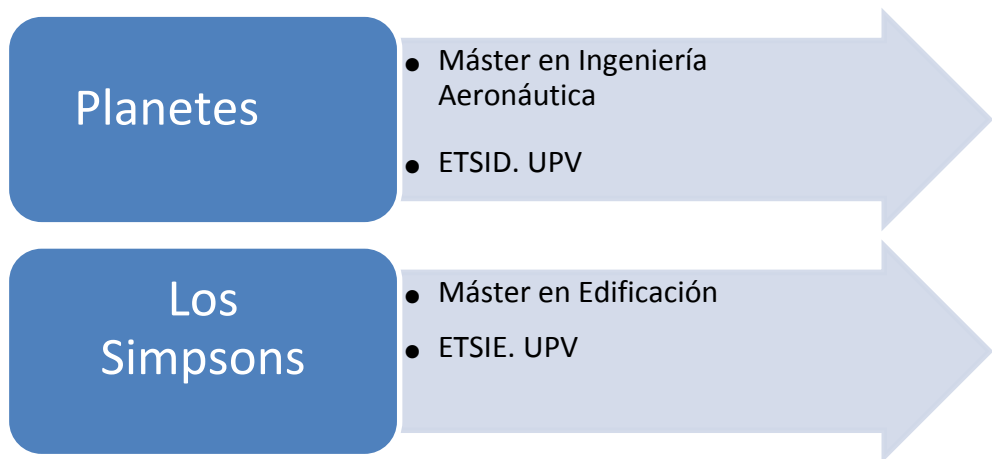 Planetes
• Máster en Ingeniería
Aeronáutica
• ETSID. UPV
Los
Simpsons
• Máster en Edificación
• ETSIE. UPV